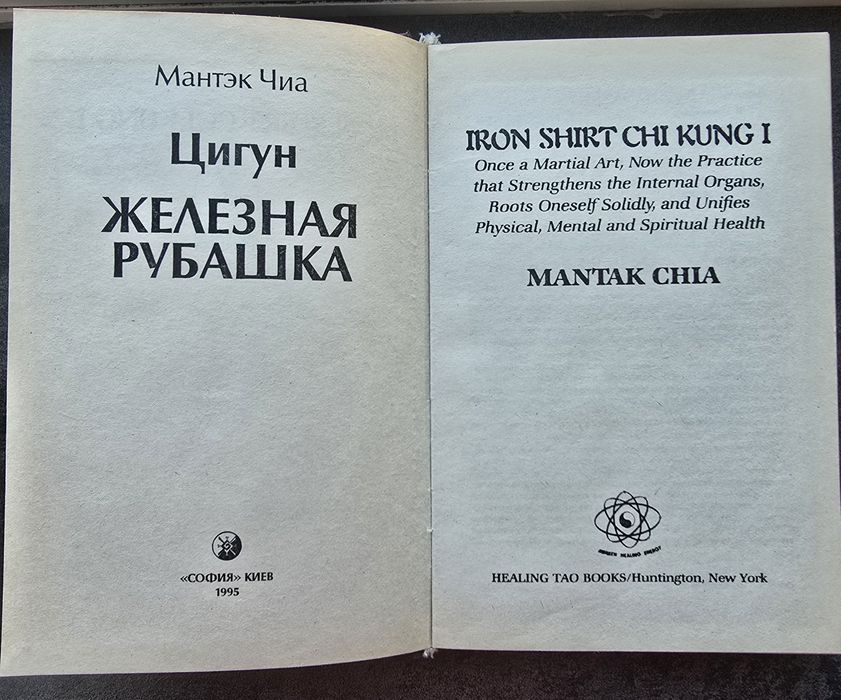 Мантэк Чиа
Цигун
ЖЕЛЕЗНАЯ
РУБАШКА
«СОФИЯ» КИЕВ
1995
IRON SHIRT CHI KUNG I
Once a Martial Art, Now the Practice
that Strengthens the Internal Organs,
Roots Oneself Solidly, and Unifies
Physical, Mental and Spiritual Health
MANTAK CHIA
HEALING ENERGY
HEALING TAO BOOKS/Huntington, New York